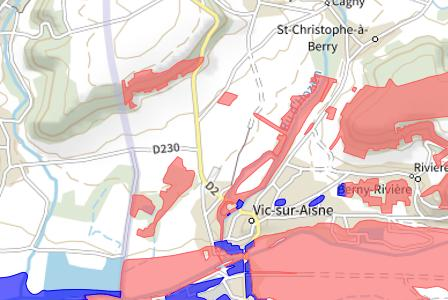 Cagny
St-Christophe-à-
Berry
D230
D2
Rivière
Berny-Rivière
Vic-sur-Aisne